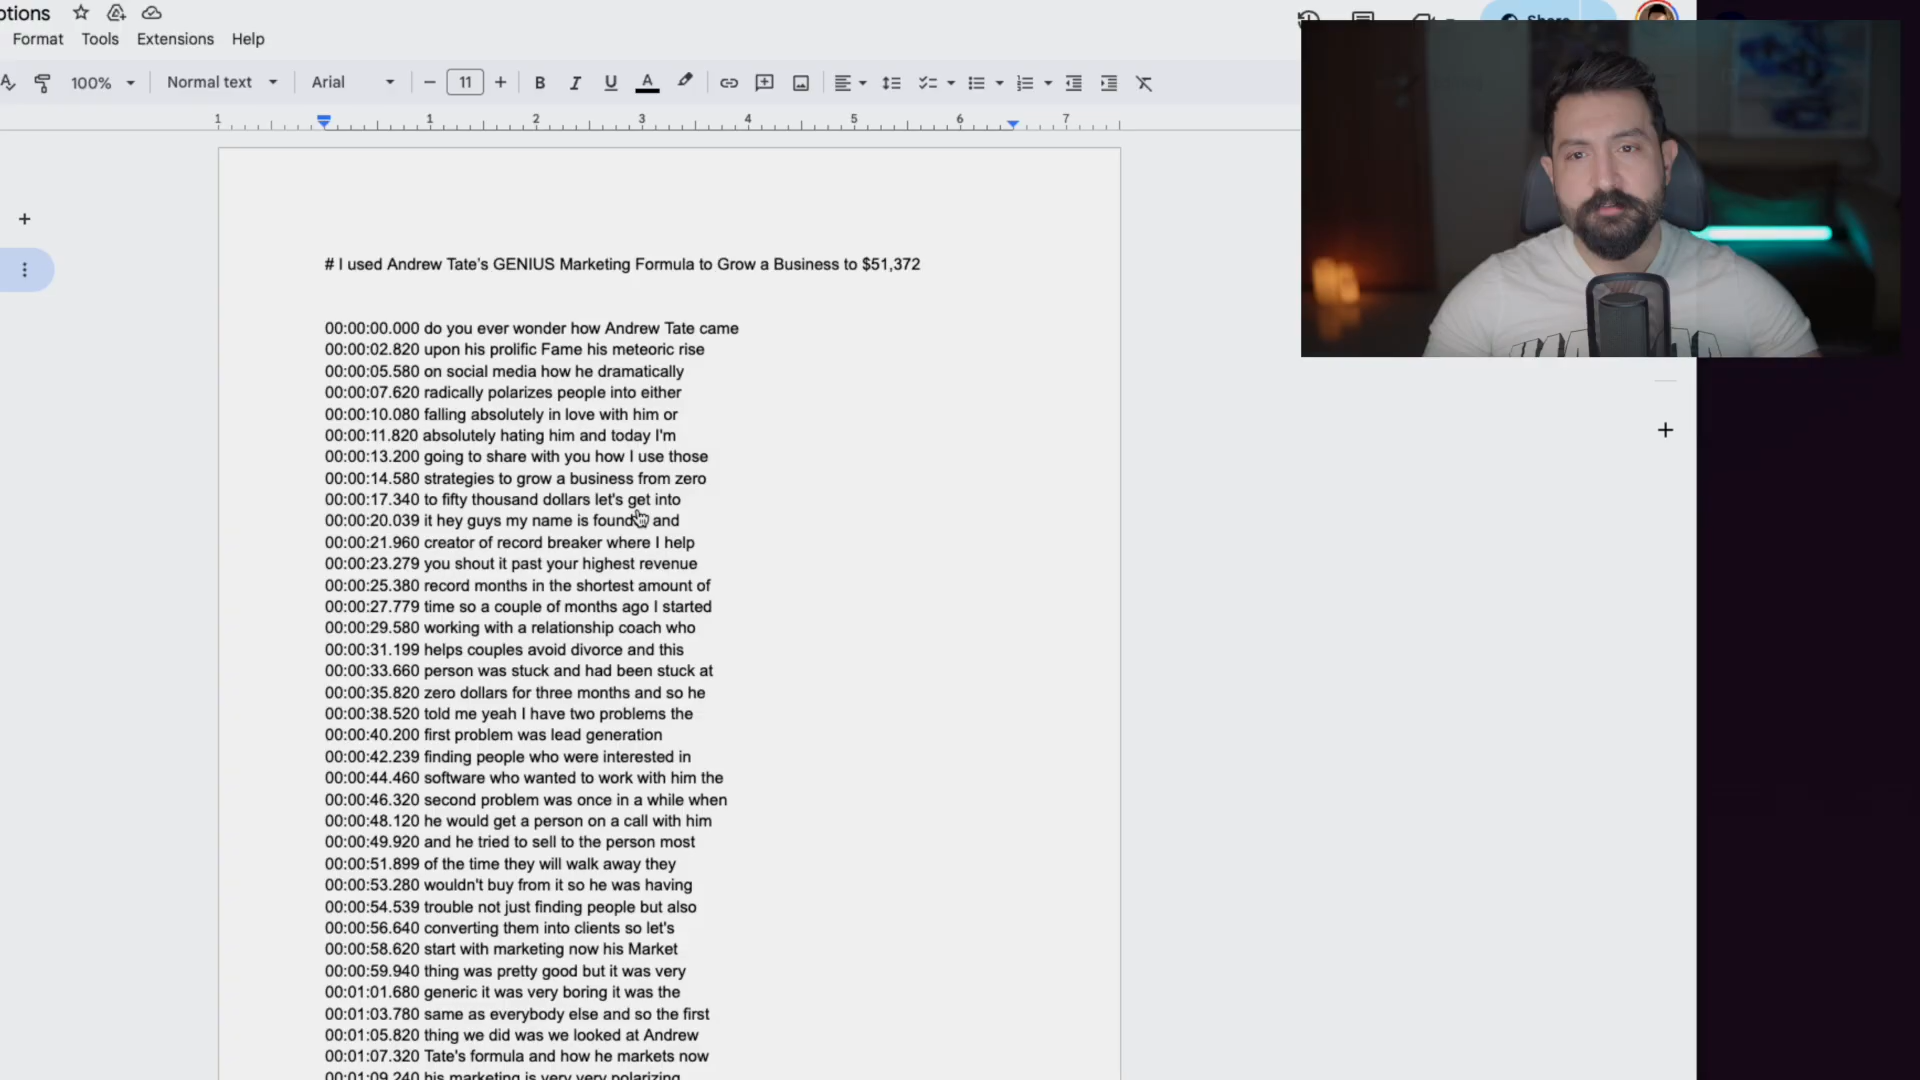 ptions
Format Tools Extensions Help
Share
100% Normal text Arial 11 B I U A
1 1 2 3 4 5 6 7
# I used Andrew Tate's GENIUS Marketing Formula to Grow a Business to $51,372
00:00:00.000 do you ever wonder how Andrew Tate came
00:00:02.820 upon his prolific Fame his meteoric rise
00:00:05.580 on social media how he dramatically
00:00:07.620 radically polarizes people into either
00:00:10.080 falling absolutely in love with him or
00:00:11.820 absolutely hating him and today I'm
00:00:13.200 going to share with you how I use those
00:00:14.580 strategies to grow a business from zero
00:00:17.340 to fifty thousand dollars let's get into
00:00:20.039 it hey guys my name is found and
00:00:21.960 creator of record breaker where I help
00:00:23.279 you shout it past your highest revenue
00:00:25.380 record months in the shortest amount of
00:00:27.779 time so a couple of months ago I started
00:00:29.580 working with a relationship coach who
00:00:31.199 helps couples avoid divorce and this
00:00:33.660 person was stuck and had been stuck at
00:00:35.820 zero dollars for three months and so he
00:00:38.520 told me yeah I have two problems the
00:00:40.200 first problem was lead generation
00:00:42.239 finding people who were interested in
00:00:44.460 software who wanted to work with him the
00:00:46.320 second problem was once in a while when
00:00:48.120 he would get a person on a call with him
00:00:49.920 and he tried to sell to the person most
00:00:51.899 of the time they will walk away they
00:00:53.280 wouldn't buy from it so he was having
00:00:54.539 trouble not just finding people but also
00:00:56.640 converting them into clients so let's
00:00:58.620 start with marketing now his Market
00:00:59.940 thing was pretty good but it was very
00:01:01.680 generic it was very boring it was the
00:01:03.780 same as everybody else and so the first
00:01:05.820 thing we did was we looked at Andrew
00:01:07.320 Tate's formula and how he markets now
00:01:09.240 his marketing is very very polarizing